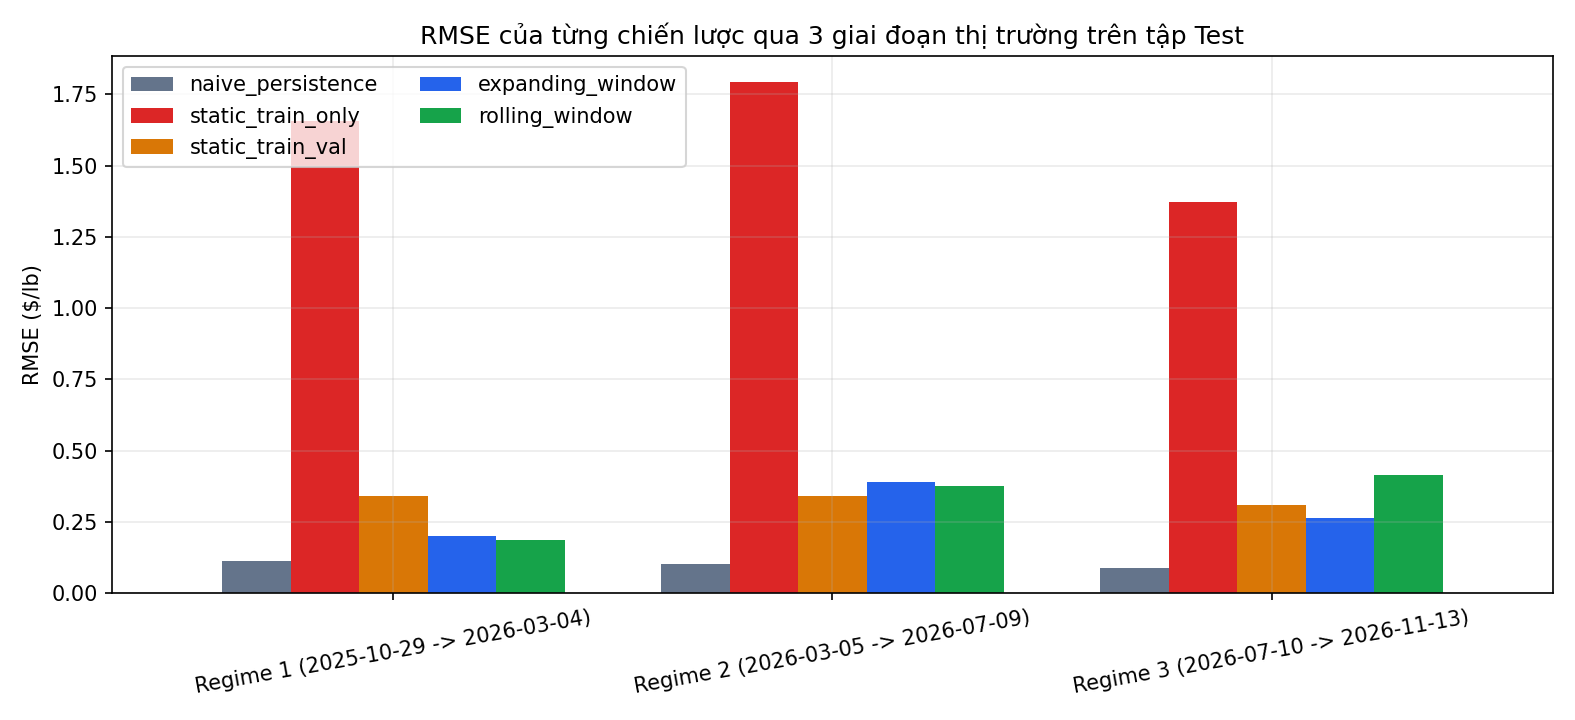 RMSE của từng chiến lược qua 3 giai đoạn thị trường trên tập Test
naive_persistence
static_train_only
static_train_val
expanding_window
rolling_window
RMSE ($/lb)
1.75
1.50
1.25
1.00
0.75
0.50
0.25
0.00
Regime 1 (2025-10-29 -> 2026-03-04)
Regime 2 (2026-03-05 -> 2026-07-09)
Regime 3 (2026-07-10 -> 2026-11-13)